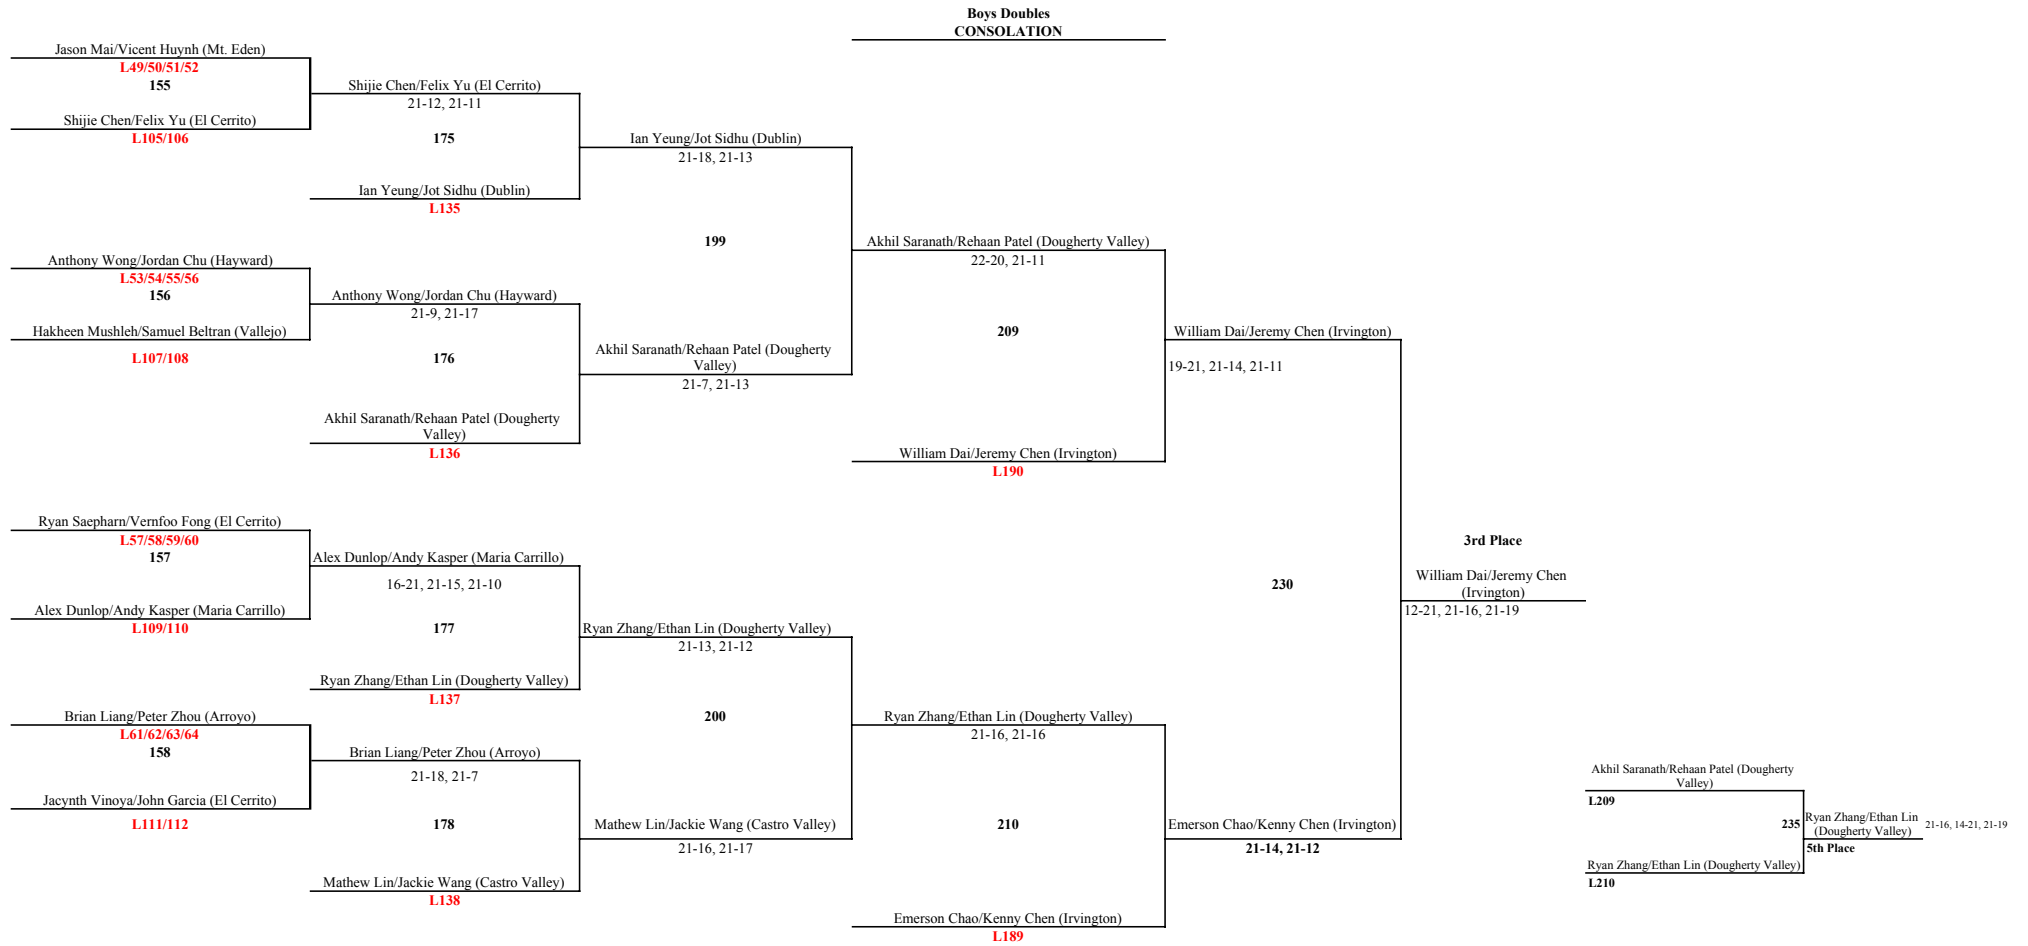 Boys Doubles
CONSOLATION
Jason Mai/Vicent Huynh (Mt. Eden)
L49/50/51/52
155
Shijie Chen/Felix Yu (El Cerrito)
L105/106
Shijie Chen/Felix Yu (El Cerrito)
21-12, 21-11
175
Ian Yeung/Jot Sidhu (Dublin)
L135
Ian Yeung/Jot Sidhu (Dublin)
21-18, 21-13
199
Anthony Wong/Jordan Chu (Hayward)
L53/54/55/56
156
Hakheen Mushleh/Samuel Beltran (Vallejo)
L107/108
Anthony Wong/Jordan Chu (Hayward)
21-9, 21-17
176
Akhil Saranath/Rehaan Patel (Dougherty
Valley)
L136
Akhil Saranath/Rehaan Patel (Dougherty
Valley)
21-7, 21-13
Akhil Saranath/Rehaan Patel (Dougherty Valley)
22-20, 21-11
209
William Dai/Jeremy Chen (Irvington)
L190
William Dai/Jeremy Chen (Irvington)
19-21, 21-14, 21-11
Ryan Saepharn/Vernfoo Fong (El Cerrito)
L57/58/59/60
157
Alex Dunlop/Andy Kasper (Maria Carrillo)
L109/110
Alex Dunlop/Andy Kasper (Maria Carrillo)
16-21, 21-15, 21-10
177
Ryan Zhang/Ethan Lin (Dougherty Valley)
L137
Ryan Zhang/Ethan Lin (Dougherty Valley)
21-13, 21-12
200
Brian Liang/Peter Zhou (Arroyo)
L61/62/63/64
158
Jacynth Vinoya/John Garcia (El Cerrito)
L111/112
Brian Liang/Peter Zhou (Arroyo)
21-18, 21-7
178
Mathew Lin/Jackie Wang (Castro Valley)
L138
Mathew Lin/Jackie Wang (Castro Valley)
21-16, 21-17
Ryan Zhang/Ethan Lin (Dougherty Valley)
21-16, 21-16
210
Emerson Chao/Kenny Chen (Irvington)
L189
Emerson Chao/Kenny Chen (Irvington)
21-14, 21-12
230
3rd Place
William Dai/Jeremy Chen
(Irvington)
12-21, 21-16, 21-19
Akhil Saranath/Rehaan Patel (Dougherty
Valley)
L209
235
Ryan Zhang/Ethan Lin (Dougherty Valley)
L210
Ryan Zhang/Ethan Lin
(Dougherty Valley)
21-16, 14-21, 21-19
5th Place